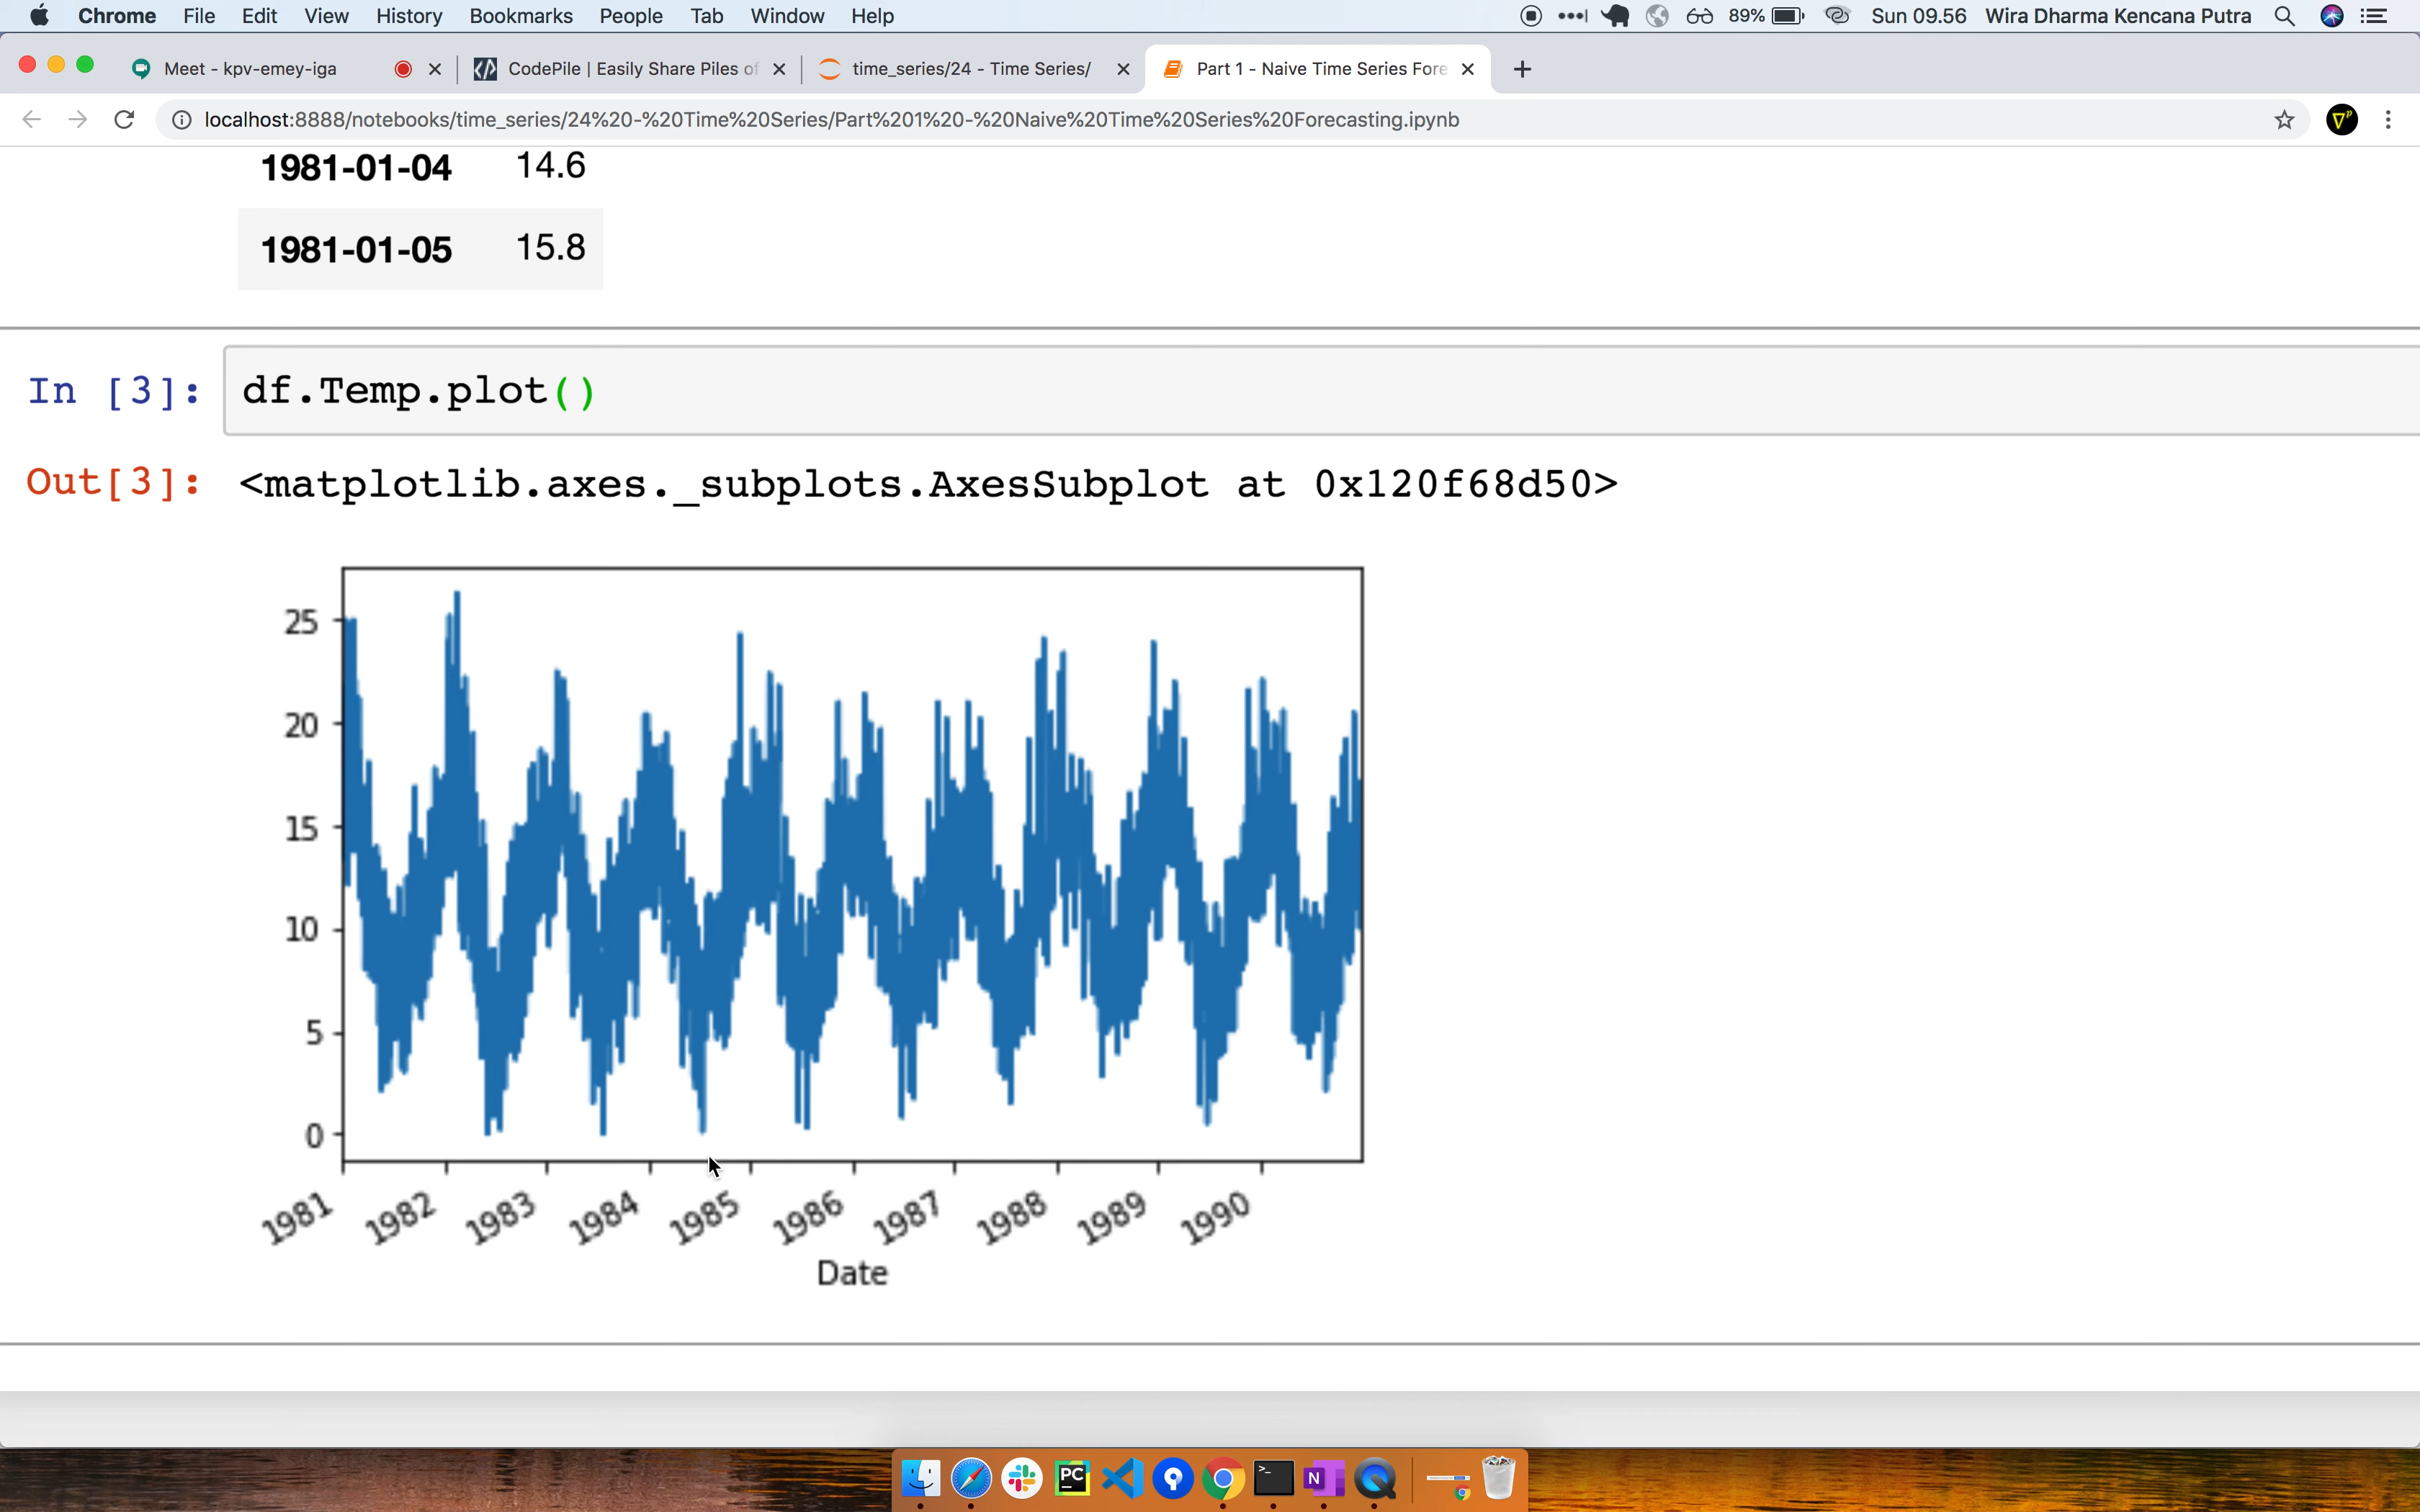 Chrome File Edit View History Bookmarks People Tab Window Help 89% Sun 09.56 Wira Dharma Kencana Putra
Meet - kpv-emey-iga CodePile | Easily Share Piles of time_series/24 - Time Series/ Part 1 - Naive Time Series Fore
localhost:8888/notebooks/time_series/24%20-%20Time%20Series/Part%201%20-%20Naive%20Time%20Series%20Forecasting.ipynb
1981-01-04 14.6
1981-01-05 15.8
In [3]: df.Temp.plot()
Out[3]: <matplotlib.axes._subplots.AxesSubplot at 0x120f68d50>
25
20
15
10
5
0
1981 1982 1983 1984 1985 1986 1987 1988 1989 1990
Date
PC >_ N